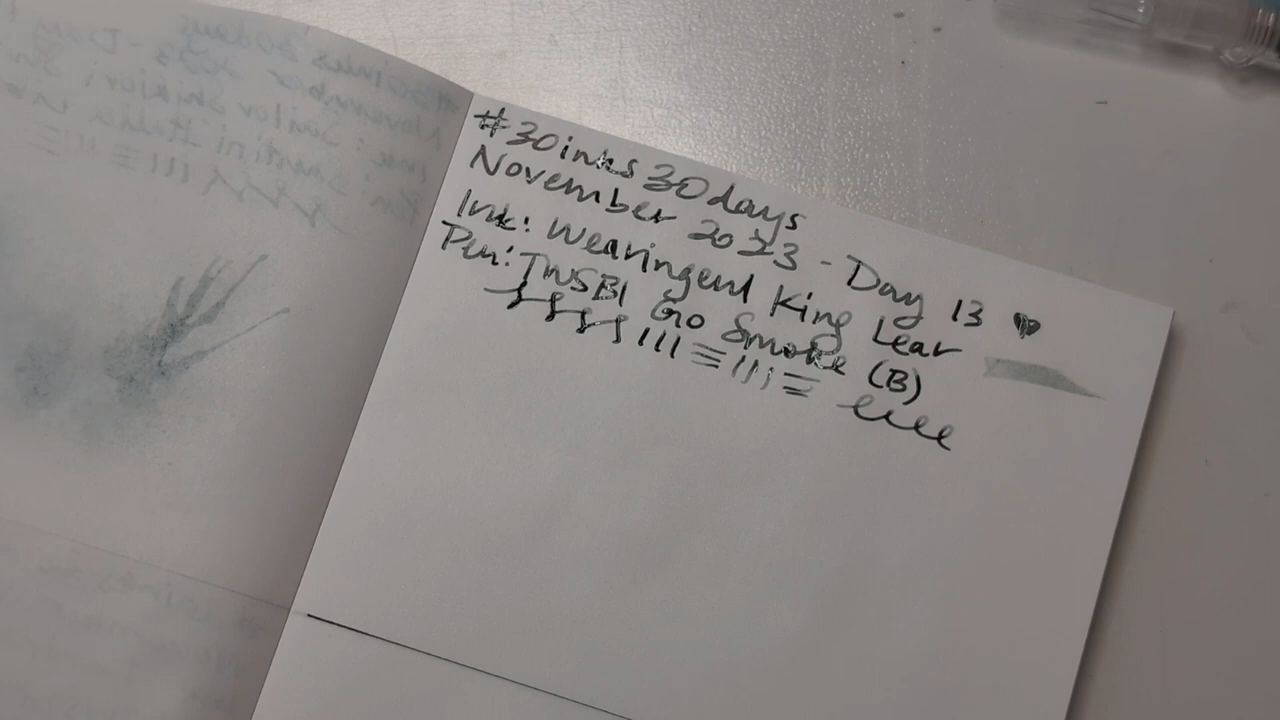 #30inks30days
November 2023 - Day 13 ♥
Ink: Wearingeul King Lear
Pen: TWSBI Go Smoke (B)